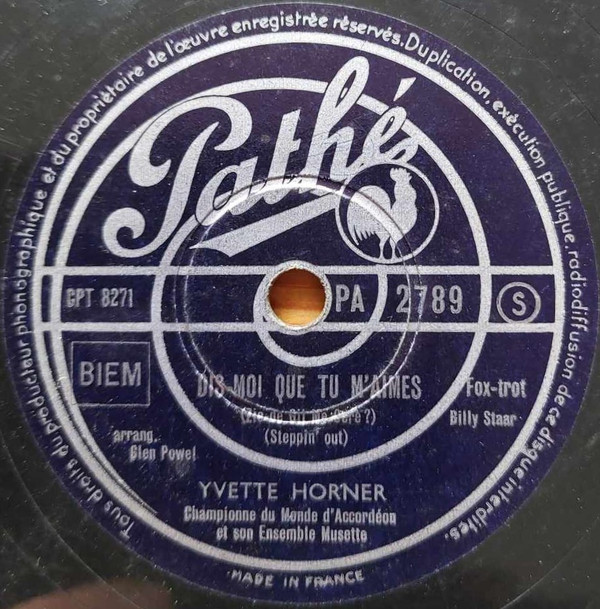 Tous droits du producteur phonographique et du propriétaire de l'œuvre enregistrée réservés. Duplication, exécution publique, radiodiffusion de ce disque interdites.
Pathé
CPT 8271
PA 2789
S
BIEM
DIS-MOI QUE TU M'AIMES
Fox-trot
Me Care?)
Billy Staar
(Steppin' out)
arrang.
Glen Powel
YVETTE HORNER
Championne du Monde d'Accordéon
et son Ensemble Musette
MADE IN FRANCE